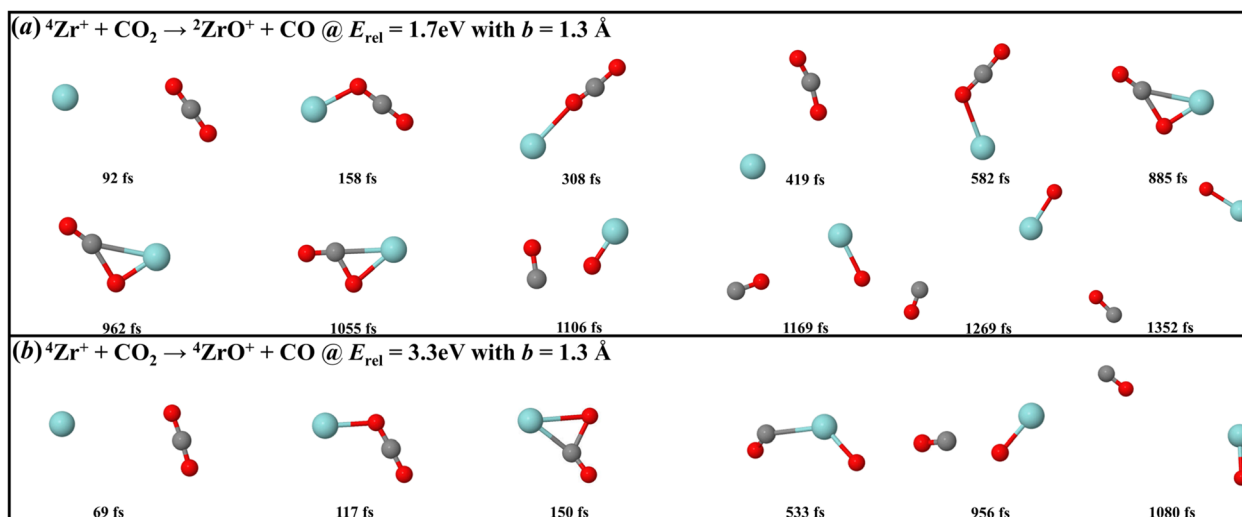 (a) ⁴Zr⁺ + CO₂ → ²ZrO⁺ + CO @ E_rel = 1.7eV with b = 1.3 Å
92 fs 158 fs 308 fs 419 fs 582 fs 885 fs
962 fs 1055 fs 1106 fs 1169 fs 1269 fs 1352 fs
(b) ⁴Zr⁺ + CO₂ → ⁴ZrO⁺ + CO @ E_rel = 3.3eV with b = 1.3 Å
69 fs 117 fs 150 fs 533 fs 956 fs 1080 fs